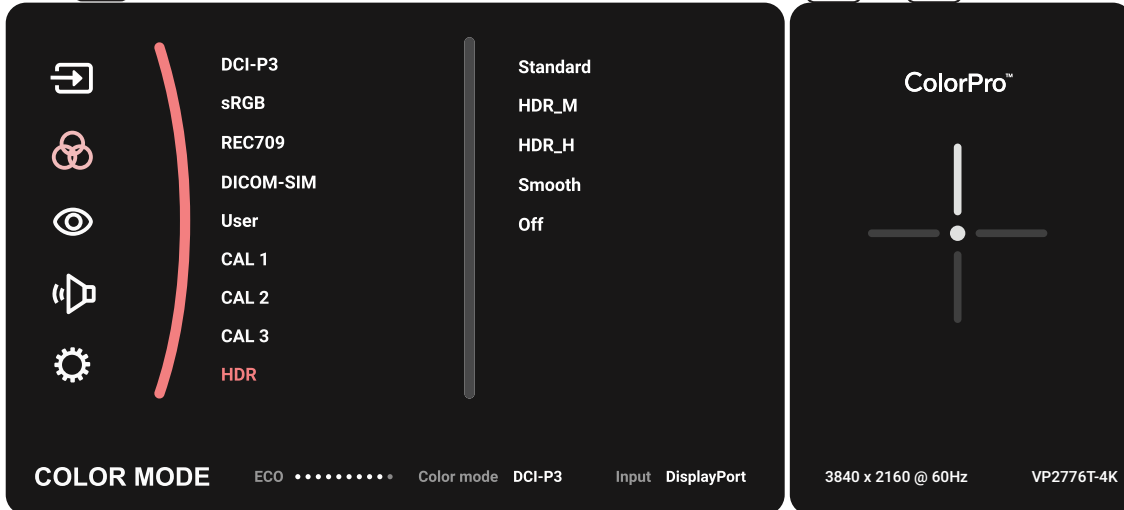 DCI-P3
sRGB
REC709
DICOM-SIM
User
CAL 1
CAL 2
CAL 3
HDR
Standard
HDR_M
HDR_H
Smooth
Off
COLOR MODE
ECO
Color mode DCI-P3
Input DisplayPort
ColorPro™
3840 x 2160 @ 60Hz
VP2776T-4K